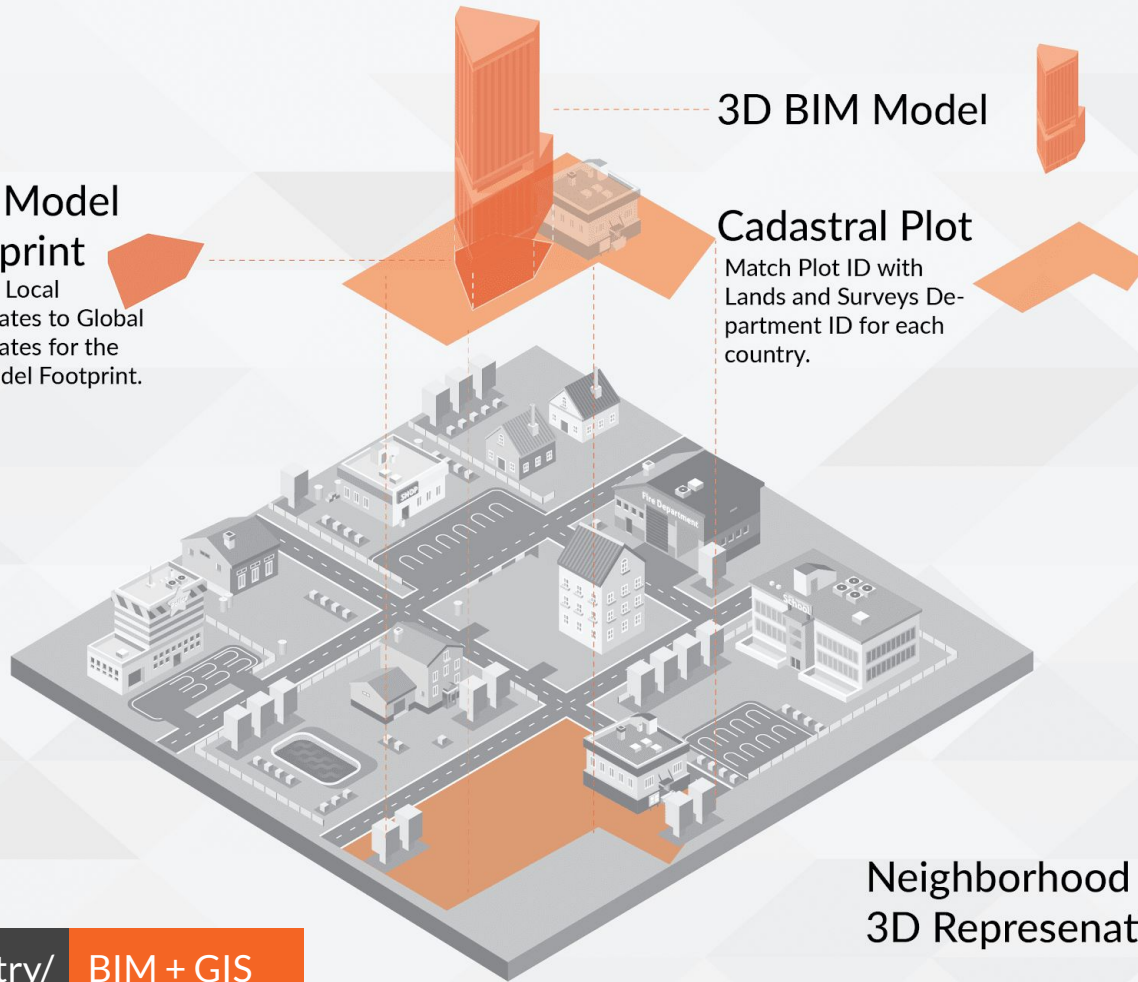 3D BIM Model
Model
print
Local
ates to Global
ates for the
del Footprint.
Cadastral Plot
Match Plot ID with
Lands and Surveys De-
partment ID for each
country.
SHOP
Fire Department
School
Neighborhood
3D Represenat
try/
BIM + GIS